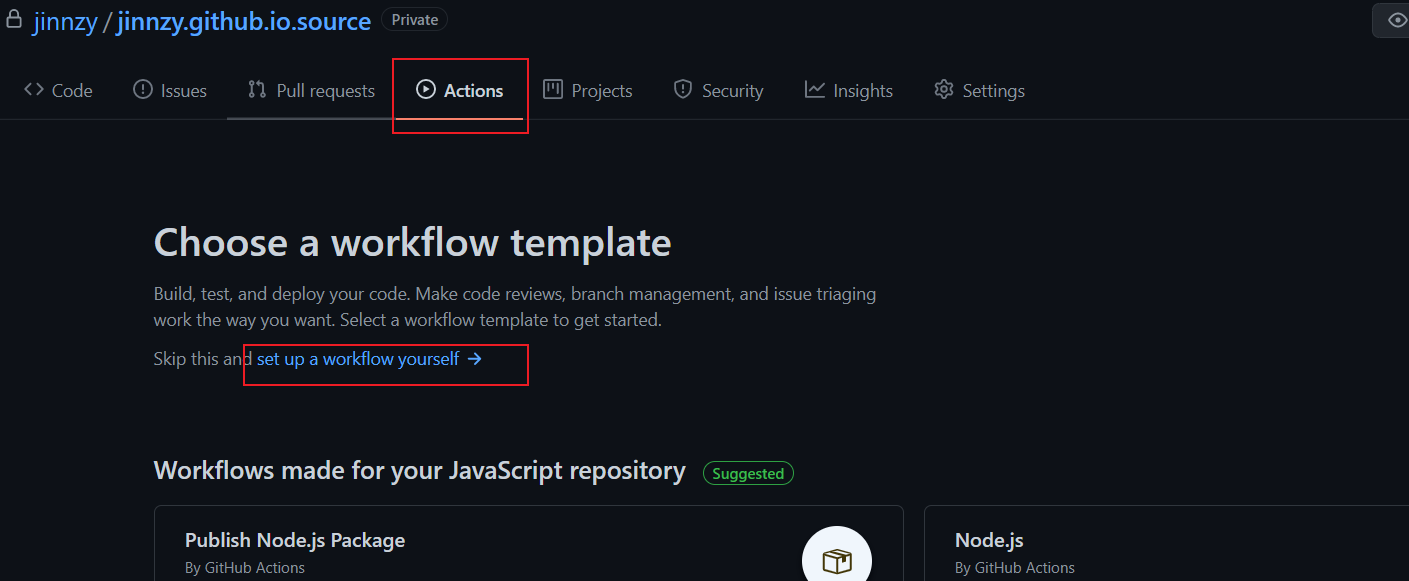 jinnzy / jinnzy.github.io.source Private
Code Issues Pull requests Actions Projects Security Insights Settings
Choose a workflow template
Build, test, and deploy your code. Make code reviews, branch management, and issue triaging
work the way you want. Select a workflow template to get started.
Skip this and set up a workflow yourself →
Workflows made for your JavaScript repository Suggested
Publish Node.js Package
By GitHub Actions
Node.js
By GitHub Actions